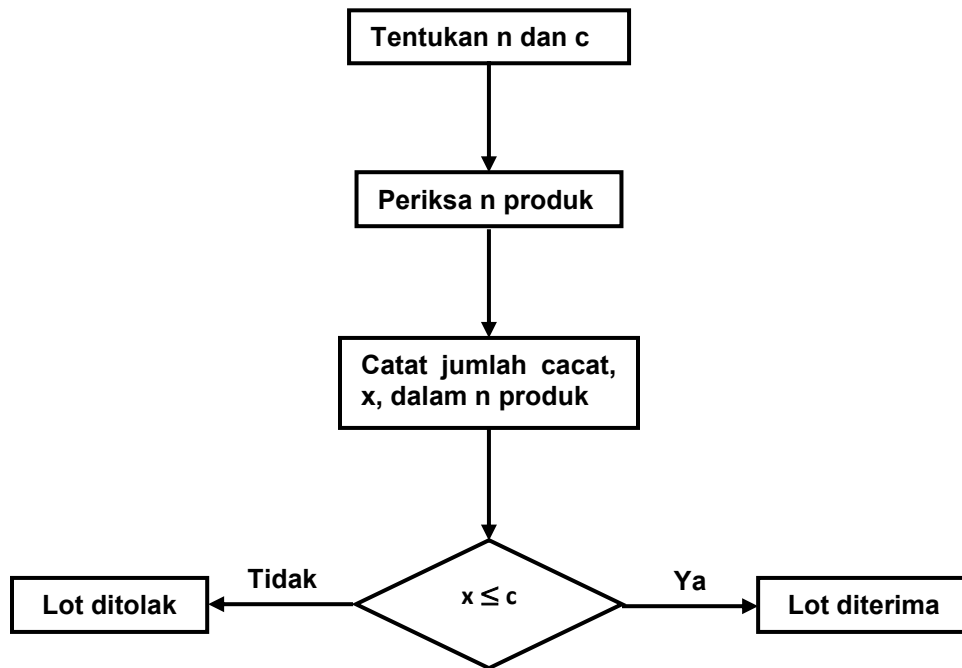 Tentukan n dan c
Periksa n produk
Catat jumlah cacat,
x, dalam n produk
Tidak
x ≤ c
Ya
Lot ditolak
Lot diterima